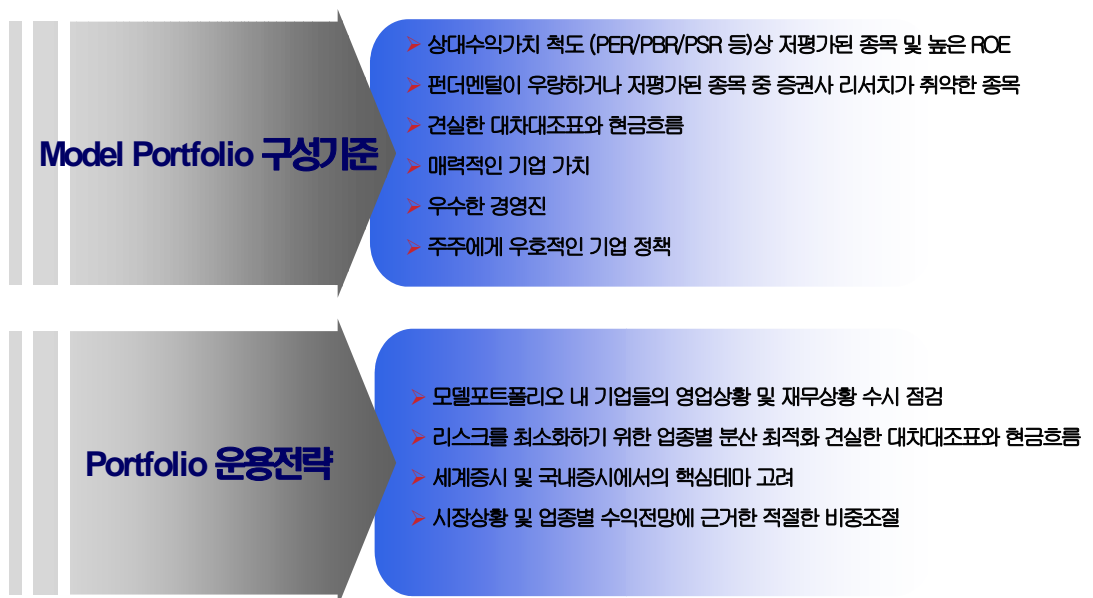 Model Portfolio 구성기준
상대수익가치 척도 (PER/PBR/PSR 등)상 저평가된 종목 및 높은 ROE
펀더멘털이 우량하거나 저평가된 종목 중 증권사 리서치가 취약한 종목
견실한 대차대조표와 현금흐름
매력적인 기업 가치
우수한 경영진
주주에게 우호적인 기업 정책
Portfolio 운용전략
모델포트폴리오 내 기업들의 영업상황 및 재무상황 수시 점검
리스크를 최소화하기 위한 업종별 분산 최적화 견실한 대차대조표와 현금흐름
세계증시 및 국내증시에서의 핵심테마 고려
시장상황 및 업종별 수익전망에 근거한 적절한 비중조절